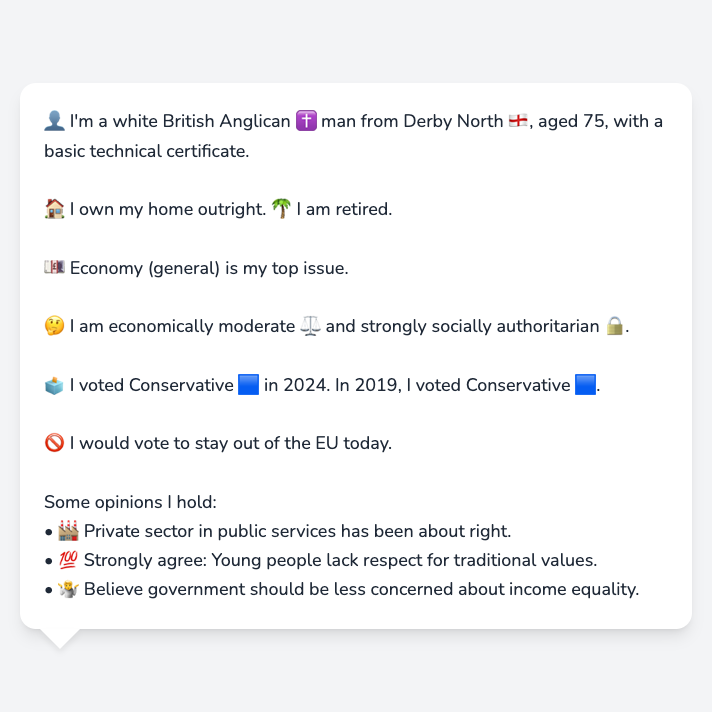 👤 I'm a white British Anglican ✝️ man from Derby North 🏴󠁧󠁢󠁥󠁮󠁧󠁿, aged 75, with a
basic technical certificate.
🏠 I own my home outright. 🌴 I am retired.
💷 Economy (general) is my top issue.
🤔 I am economically moderate ⚖️ and strongly socially authoritarian 🔒.
🗳️ I voted Conservative 🟦 in 2024. In 2019, I voted Conservative 🟦.
🚫 I would vote to stay out of the EU today.
Some opinions I hold:
• 🏭 Private sector in public services has been about right.
• 💯 Strongly agree: Young people lack respect for traditional values.
• 🤷 Believe government should be less concerned about income equality.